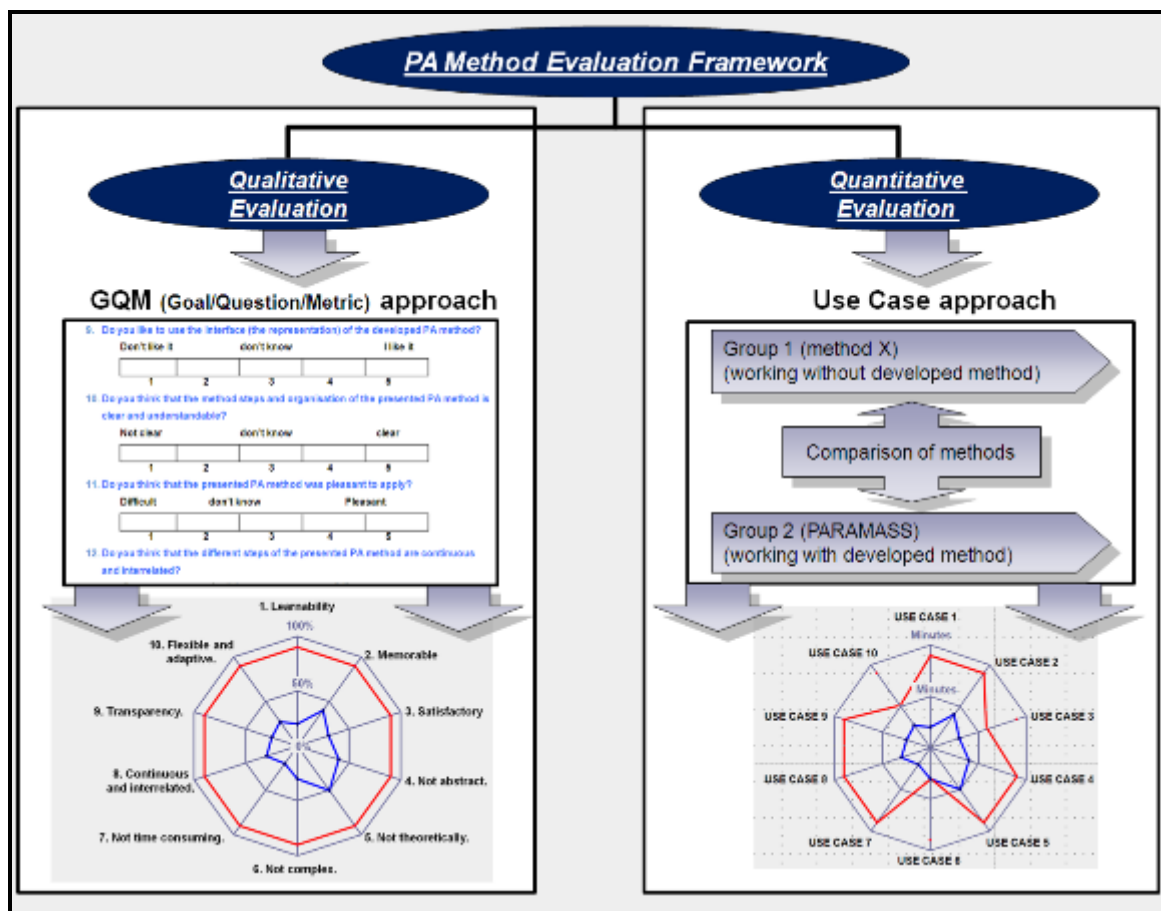 PA Method Evaluation Framework
Qualitative
Evaluation
GQM (Goal/Question/Metric) approach
9. Do you like to use the interface (the representation) of the developed PA method?
Don't like it don't know I like it
1 2 3 4 5
10. Do you think that the method steps and organisation of the presented PA method is
clear and understandable?
Not clear don't know clear
1 2 3 4 5
11. Do you think that the presented PA method was pleasant to apply?
Difficult don't know Pleasant
1 2 3 4 5
12. Do you think that the different steps of the presented PA method are continuous
and interrelated?
1. Learnability
100%
10. Flexible and
adaptive.
2. Memorable
50%
9. Transparency.
3. Satisfactory
0%
8. Continuous
and interrelated.
4. Not abstract.
7. Not time consuming.
5. Not theoretically.
6. Not complex.
Quantitative
Evaluation
Use Case approach
Group 1 (method X)
(working without developed method)
Comparison of methods
Group 2 (PARAMASS)
(working with developed method)
USE CASE 1
Minutes
USE CASE 10
USE CASE 2
Minutes
USE CASE 9
USE CASE 3
USE CASE 8
USE CASE 4
USE CASE 7
USE CASE 5
USE CASE 6